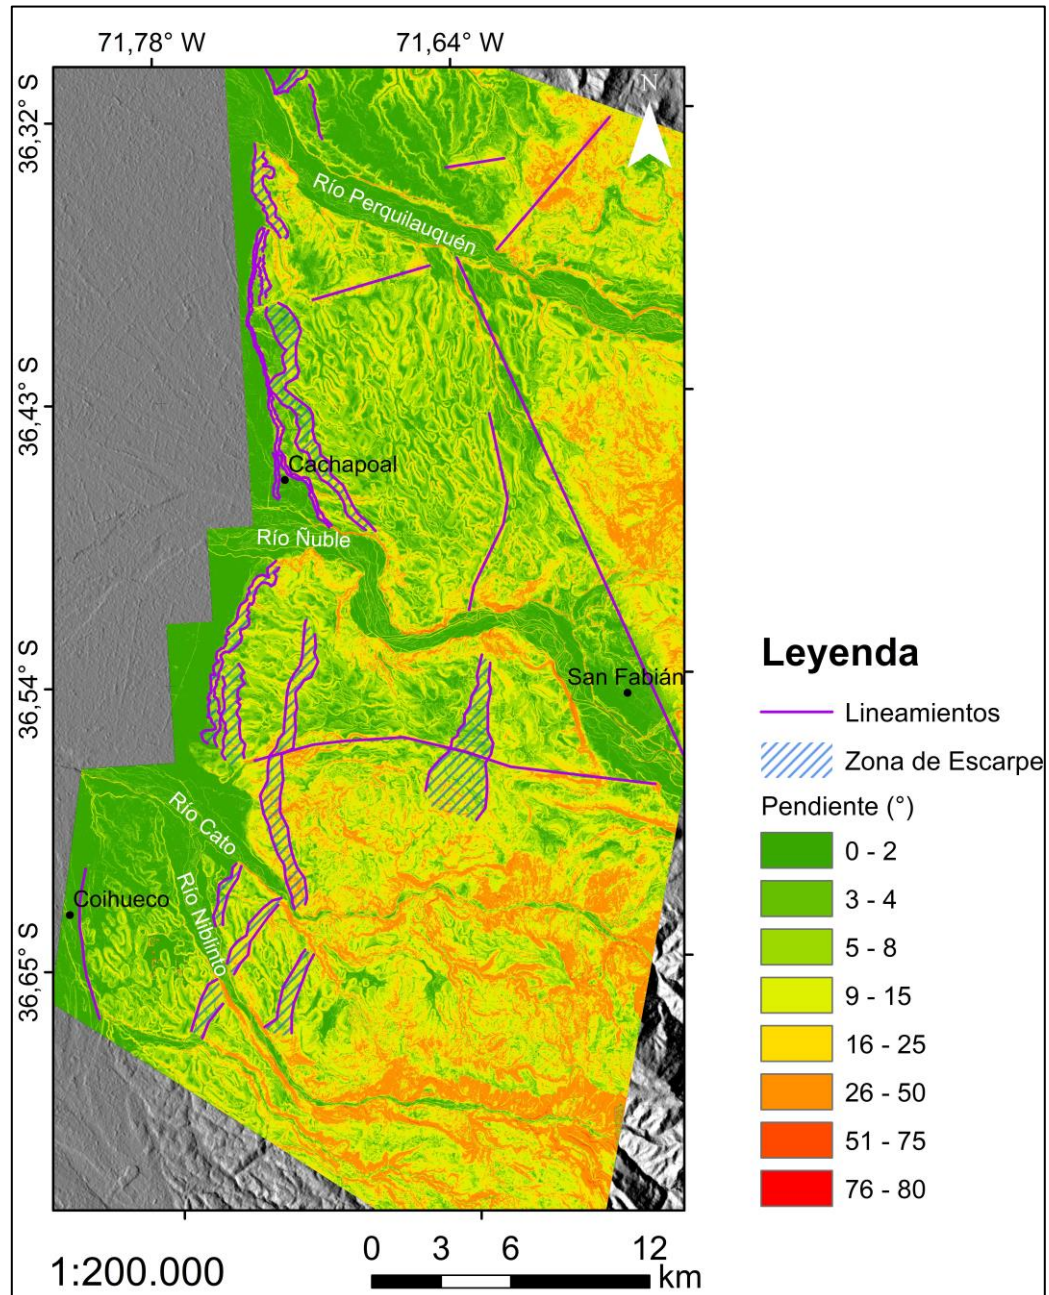 71,78° W
71,64° W
36,32° S
36,43° S
36,54° S
36,65° S
N
Río Perquilauquén
Cachapoal
Río Ñuble
San Fabián
Río Cato
Río Niblinto
Coihueco
Leyenda
Lineamientos
Zona de Escarpe
Pendiente (°)
0 - 2
3 - 4
5 - 8
9 - 15
16 - 25
26 - 50
51 - 75
76 - 80
1:200.000
0 3 6 12
km